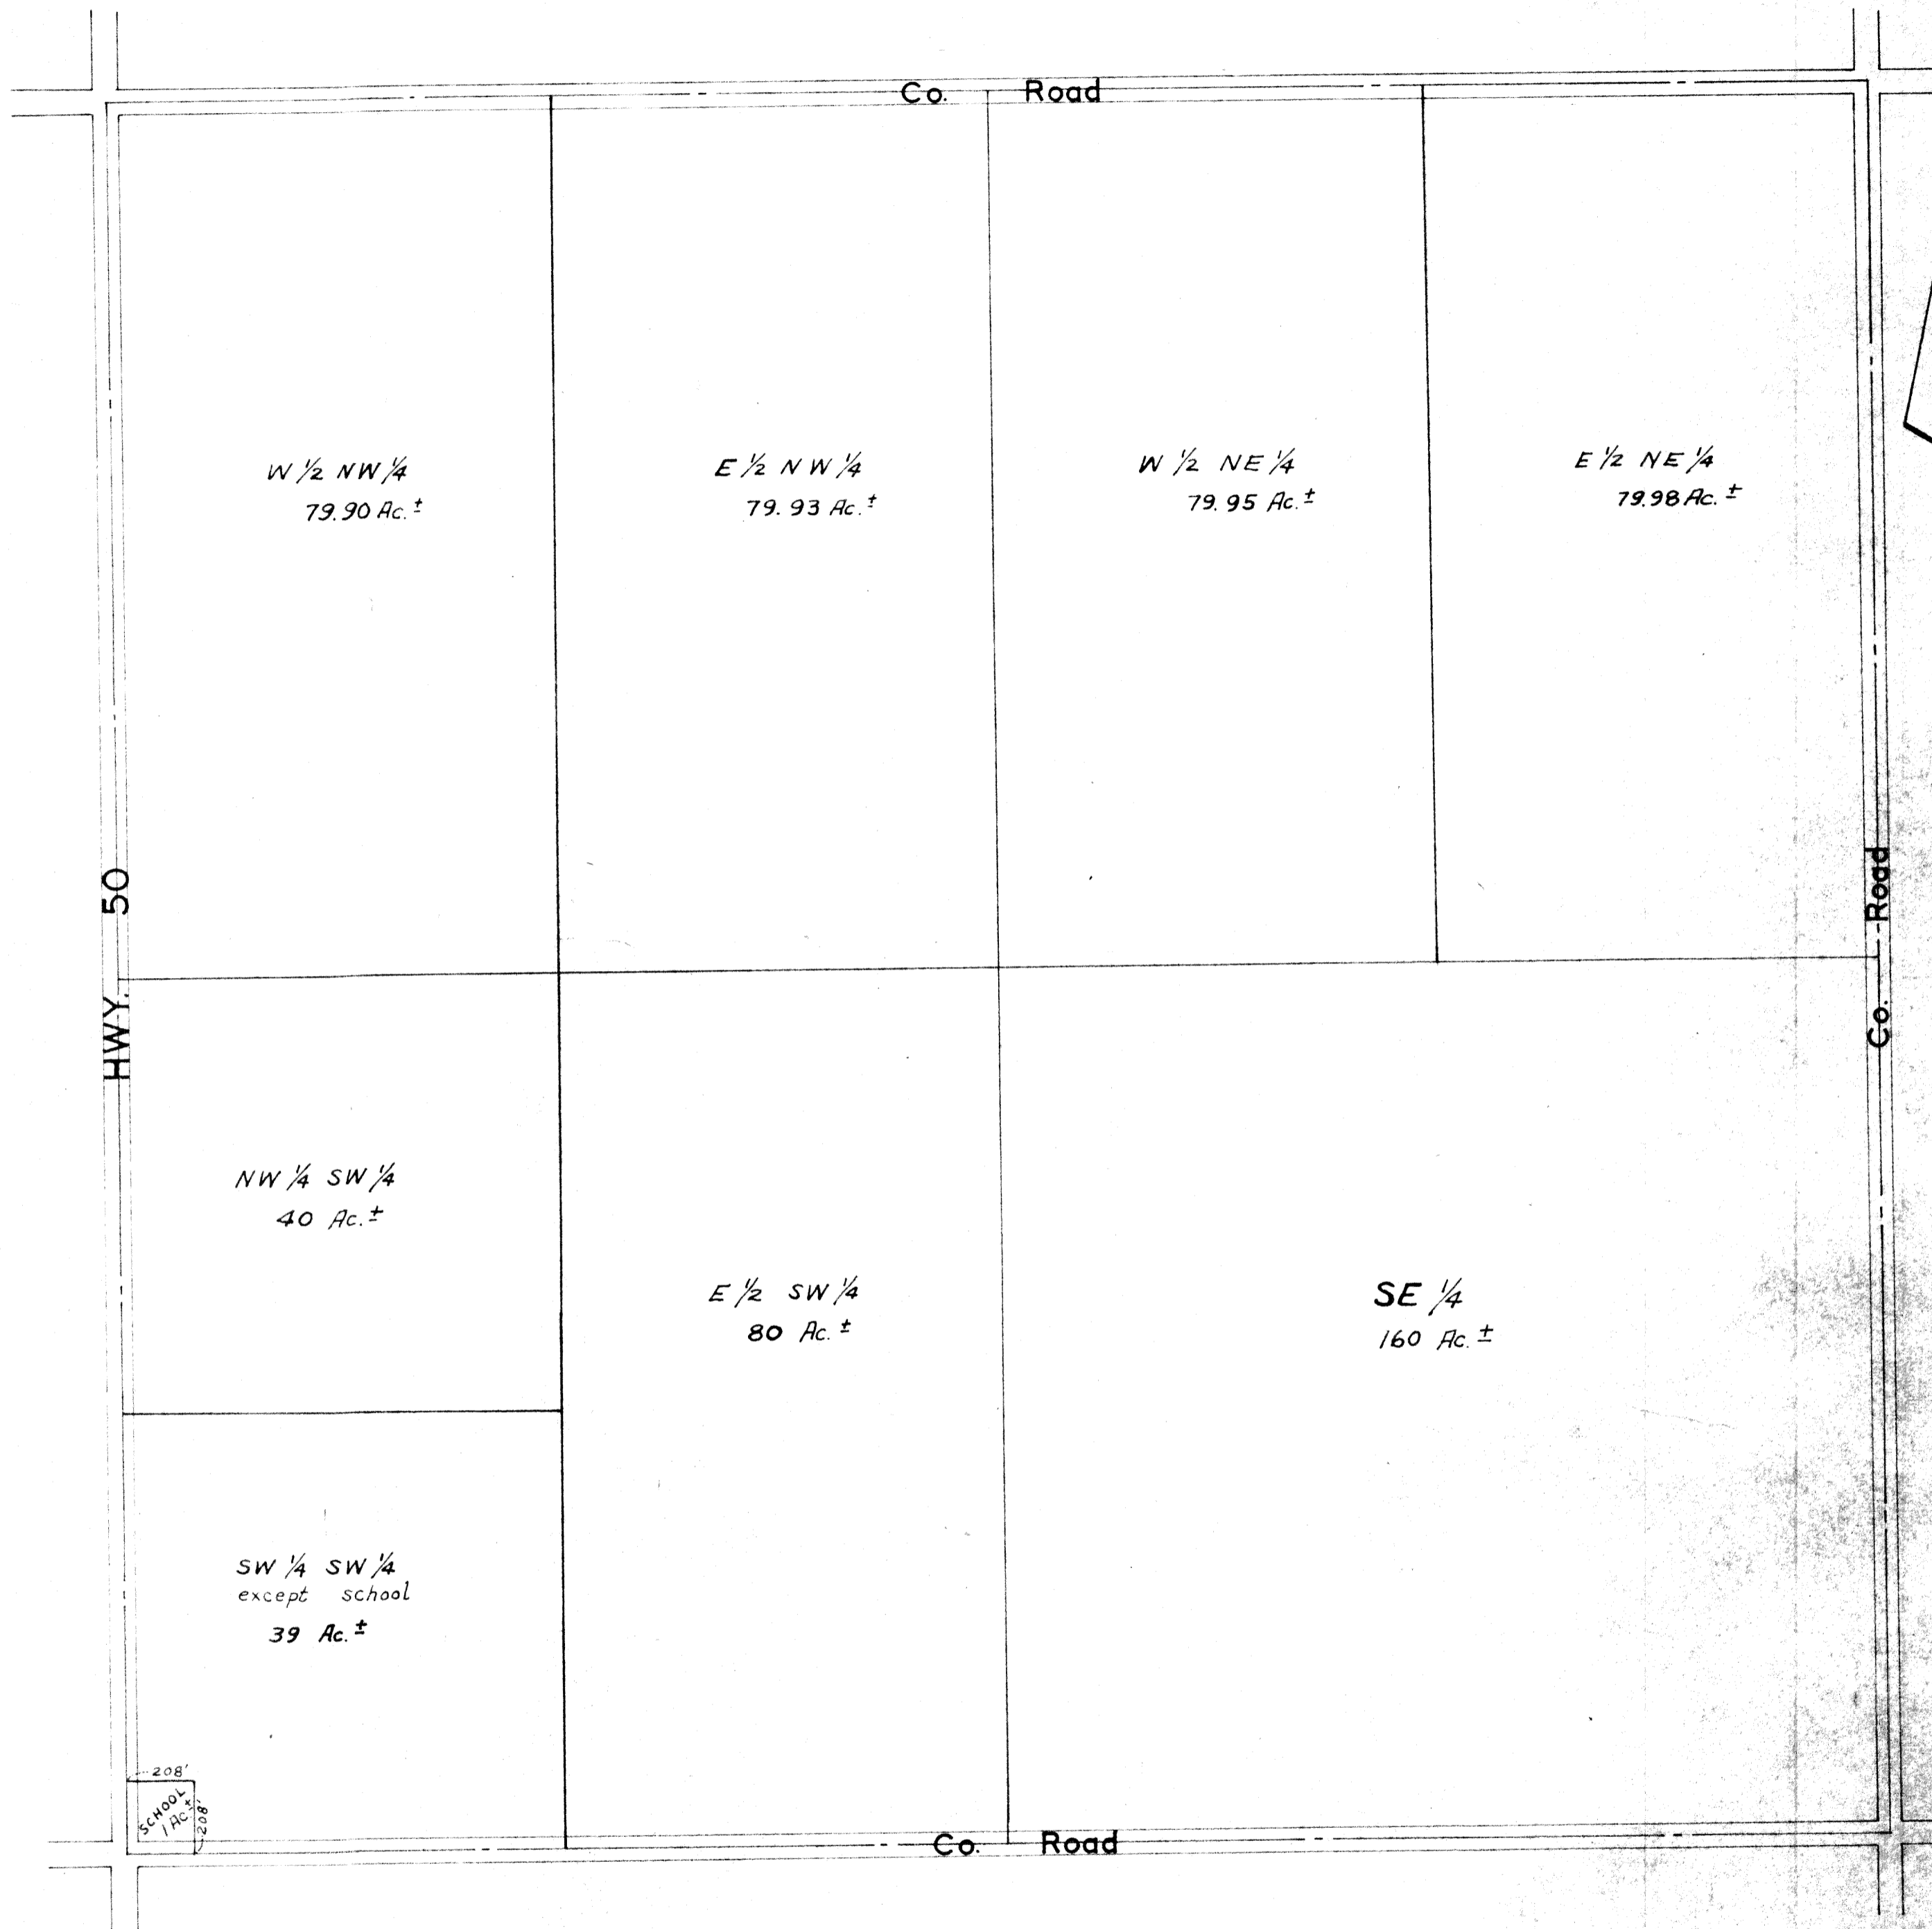 Co. Road
W ½ NW ¼
79.90 Ac. ±
E ½ NW ¼
79.93 Ac. ±
W ½ NE ¼
79.95 Ac. ±
E ½ NE ¼
79.98 Ac. ±
HWY. 50
Co. Road
NW ¼ SW ¼
40 Ac. ±
E ½ SW ¼
80 Ac. ±
SE ¼
160 Ac. ±
SW ¼ SW ¼
except school
39 Ac. ±
208'
SCHOOL
1 Ac. ±
208'
Co. Road